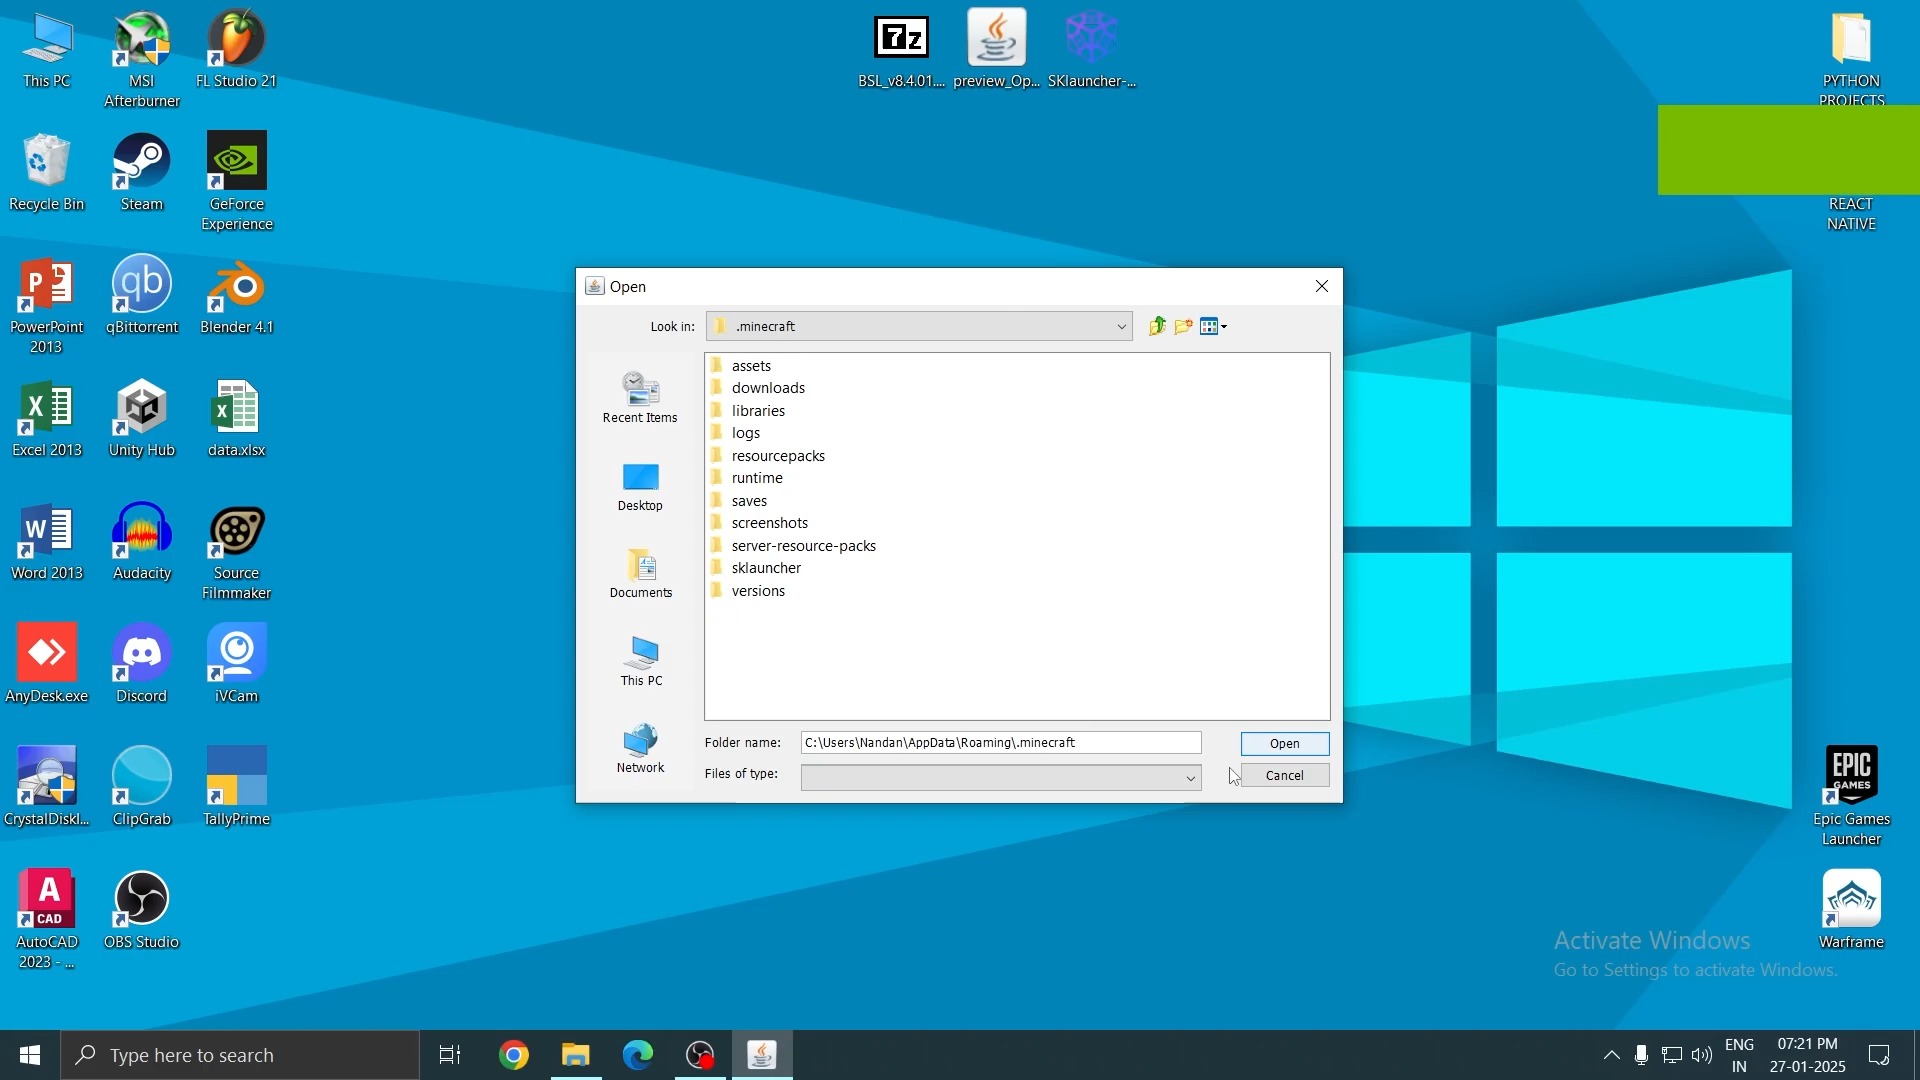 This PC
MSI
Afterburner
FL Studio 21
7z
BSL_v8.4.01....
preview_Op...
SKlauncher-...
PYTHON
PROJECTS
Recycle Bin
Steam
GeForce
Experience
REACT
NATIVE
PowerPoint
2013
qb
qBittorrent
Blender 4.1
Excel 2013
Unity Hub
data.xlsx
Word 2013
Audacity
Source
Filmmaker
AnyDesk.exe
Discord
iVCam
CrystalDiskI...
ClipGrab
TallyPrime
A
CAD
AutoCAD
2023 - ...
OBS Studio
Open
Look in:
.minecraft
Recent Items
Desktop
Documents
This PC
Network
assets
downloads
libraries
logs
resourcepacks
runtime
saves
screenshots
server-resource-packs
sklauncher
versions
Folder name:
C:\Users\Nandan\AppData\Roaming\.minecraft
Open
Files of type:
Cancel
EPIC
GAMES
Epic Games
Launcher
Warframe
Activate Windows
Go to Settings to activate Windows.
Type here to search
ENG
IN
07:21 PM
27-01-2025